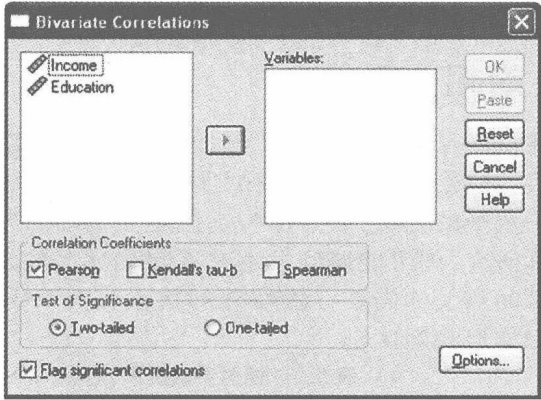 Bivariate Correlations
Income
Education
Variables:
OK
Paste
Reset
Cancel
Help
Correlation Coefficients
Pearson Kendall's tau-b Spearman
Test of Significance
Two-tailed One-tailed
Flag significant correlations
Options...